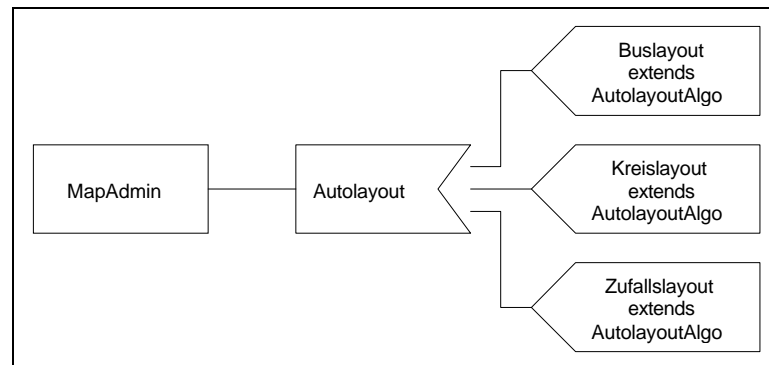 MapAdmin
Autolayout
Buslayout
extends
AutolayoutAlgo
Kreislayout
extends
AutolayoutAlgo
Zufallslayout
extends
AutolayoutAlgo